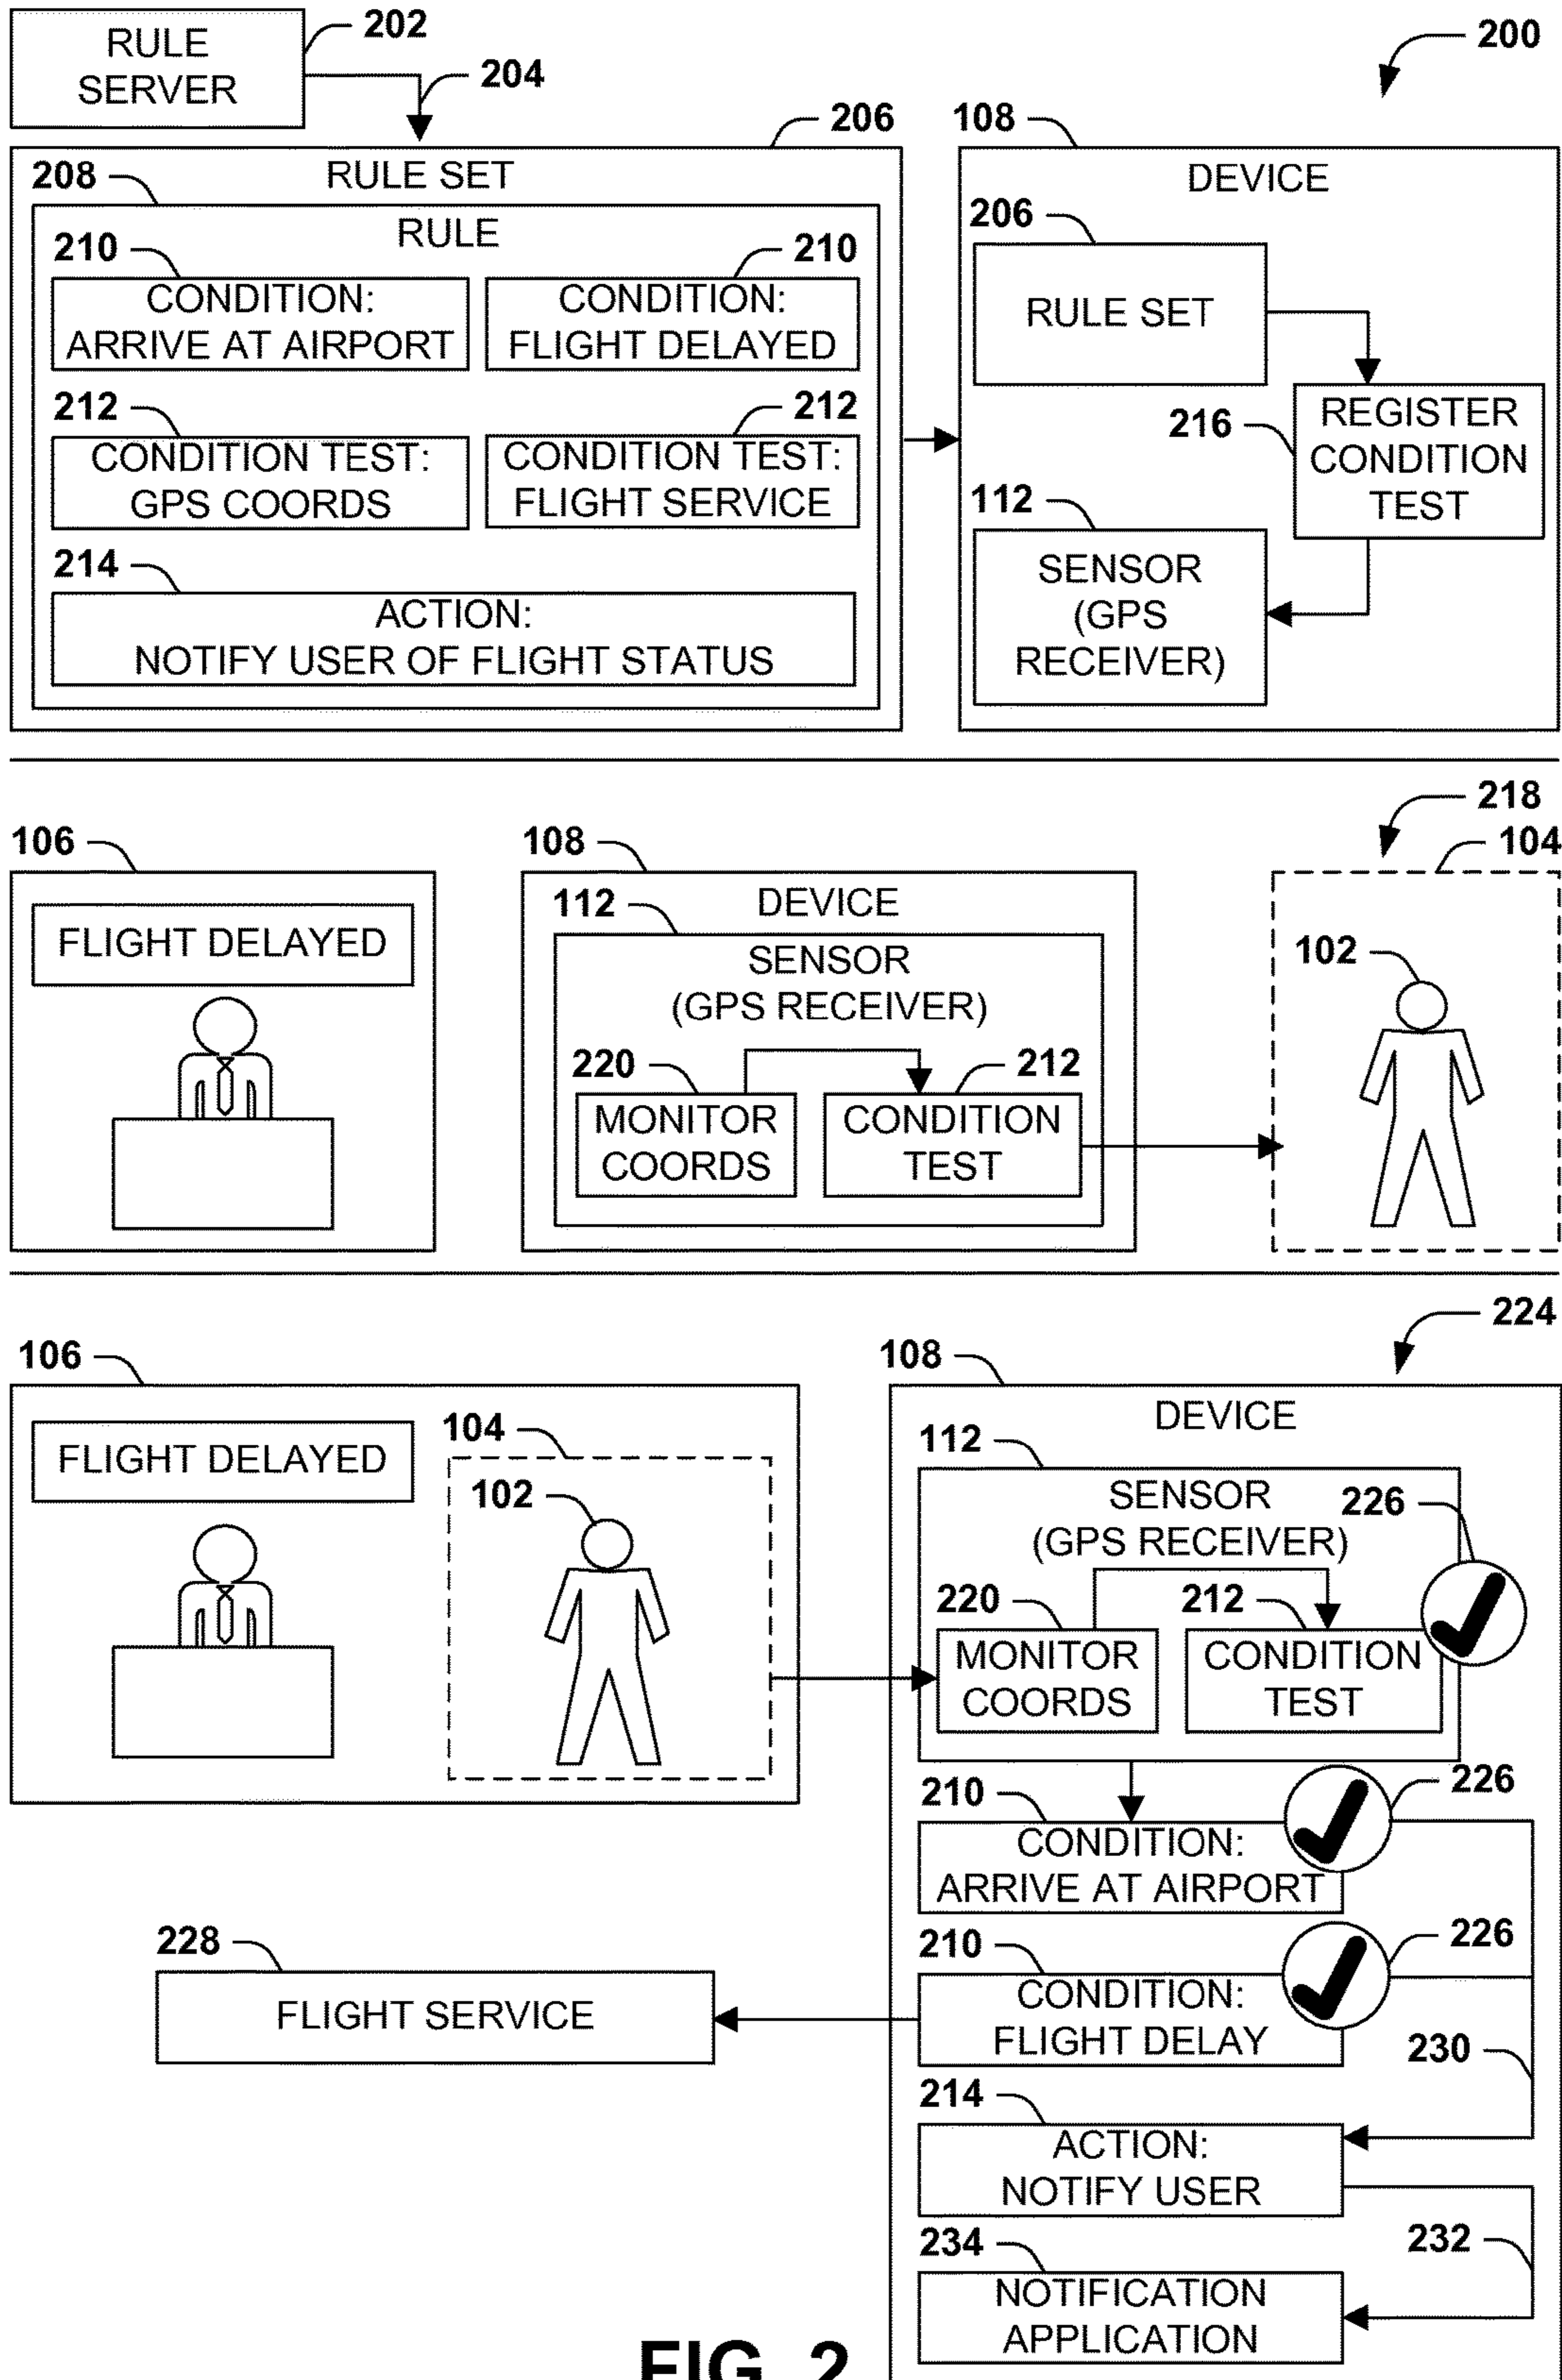 RULE
SERVER
202
204
200
206
108
208
RULE SET
DEVICE
RULE
206
210
210
CONDITION:
ARRIVE AT AIRPORT
CONDITION:
FLIGHT DELAYED
RULE SET
212
212
CONDITION TEST:
GPS COORDS
CONDITION TEST:
FLIGHT SERVICE
216
REGISTER
CONDITION
TEST
112
214
SENSOR
(GPS
RECEIVER)
ACTION:
NOTIFY USER OF FLIGHT STATUS
218
106
108
104
FLIGHT DELAYED
112
DEVICE
SENSOR
(GPS RECEIVER)
102
220
212
MONITOR
COORDS
CONDITION
TEST
224
106
108
DEVICE
FLIGHT DELAYED
104
112
102
SENSOR
(GPS RECEIVER)
226
220
212
MONITOR
COORDS
CONDITION
TEST
210
226
CONDITION:
ARRIVE AT AIRPORT
228
210
226
FLIGHT SERVICE
CONDITION:
FLIGHT DELAY
230
214
ACTION:
NOTIFY USER
234
232
NOTIFICATION
APPLICATION
FIG. 2